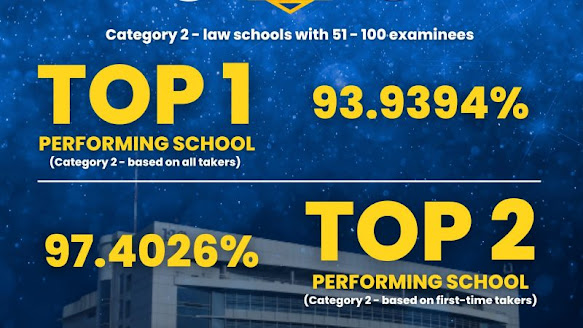 Category 2 - law schools with 51 - 100 examinees
TOP 1
93.9394%
PERFORMING SCHOOL
(Category 2 - based on all takers)
97.4026%
TOP 2
PERFORMING SCHOOL
(Category 2 - based on first-time takers)